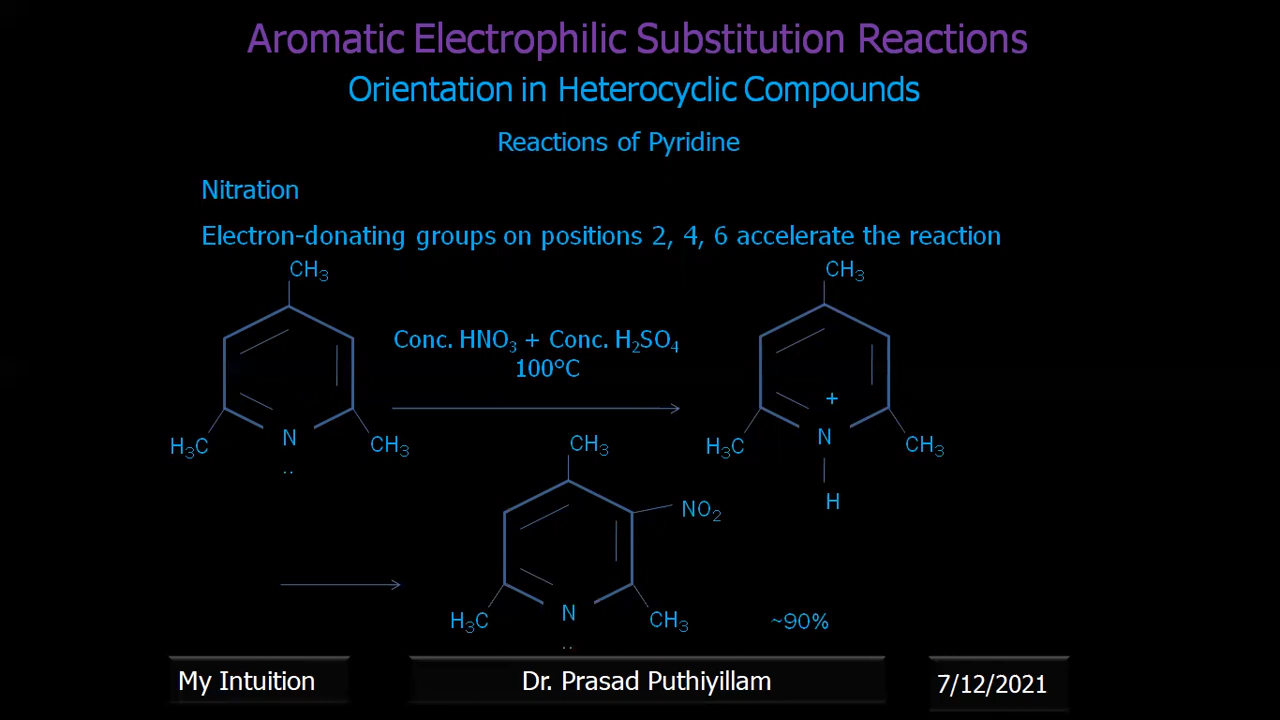 Aromatic Electrophilic Substitution Reactions
Orientation in Heterocyclic Compounds
Reactions of Pyridine
Nitration
Electron-donating groups on positions 2, 4, 6 accelerate the reaction
CH₃
CH₃
Conc. HNO₃ + Conc. H₂SO₄
100°C
+
H₃C
N
CH₃
H₃C
N
CH₃
..
H
CH₃
NO₂
H₃C
N
CH₃
~90%
..
My Intuition
Dr. Prasad Puthiyillam
7/12/2021